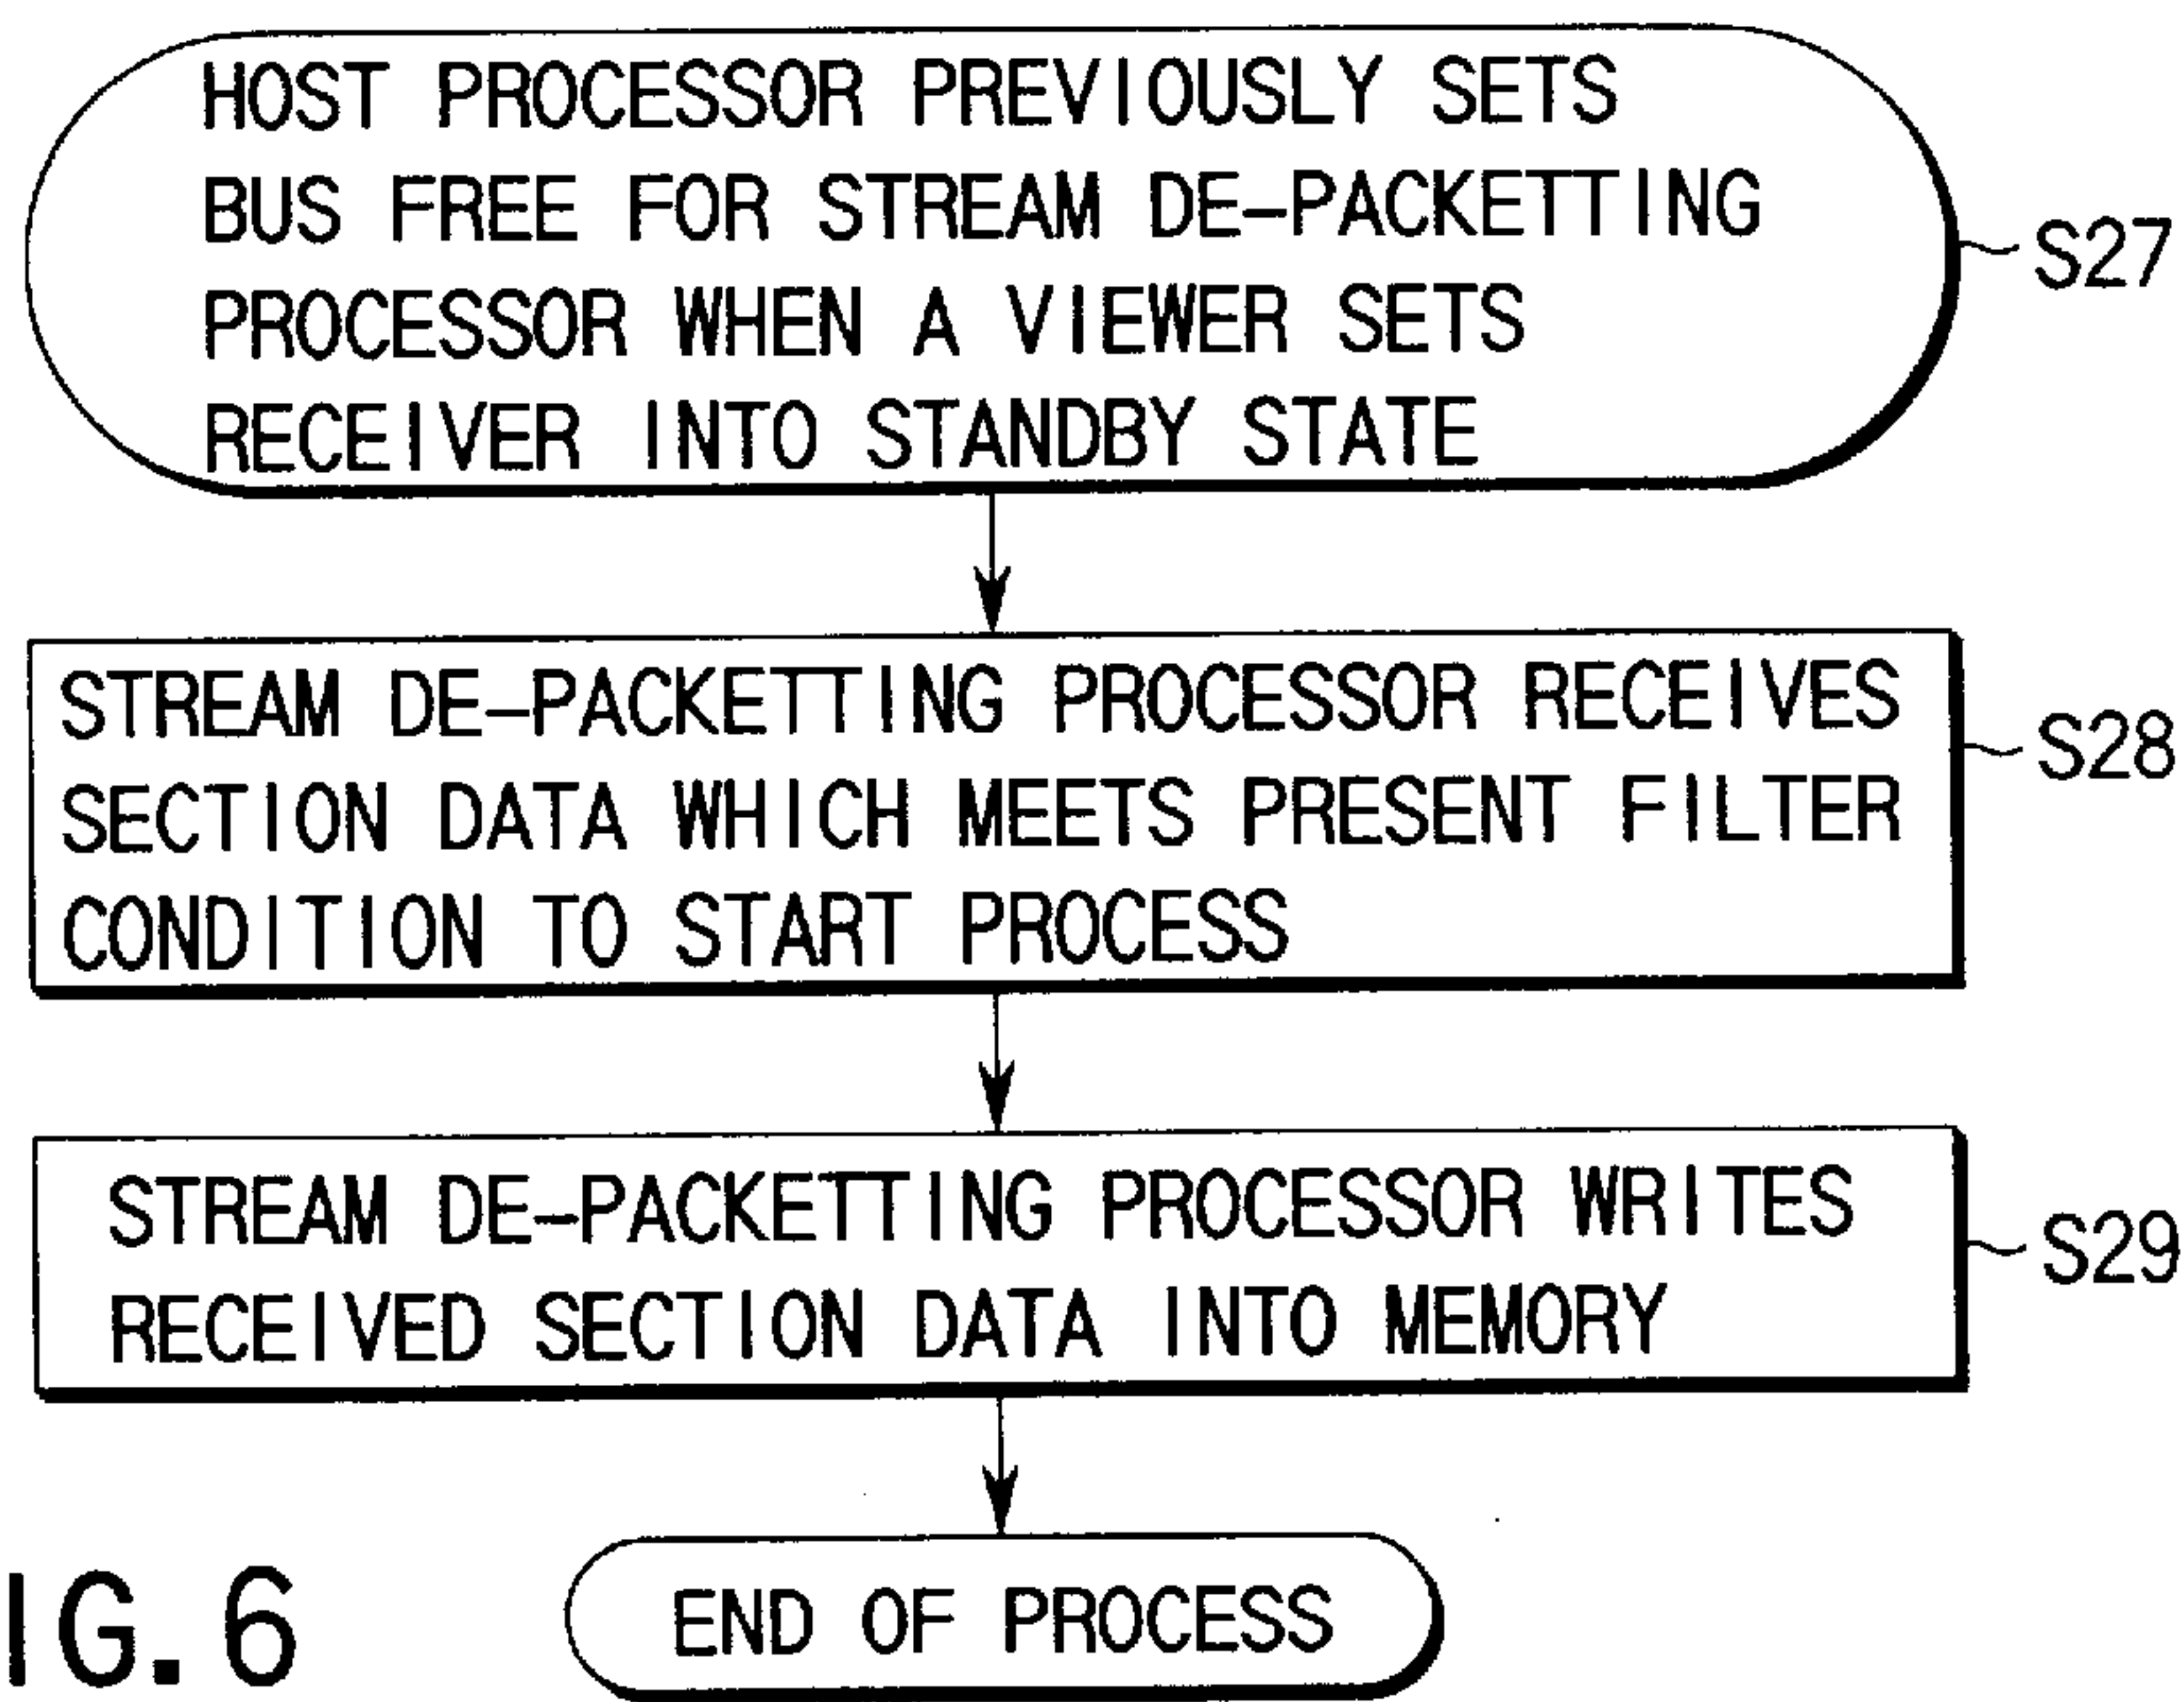 HOST PROCESSOR PREVIOUSLY SETS
BUS FREE FOR STREAM DE-PACKETTING
PROCESSOR WHEN A VIEWER SETS
RECEIVER INTO STANDBY STATE
S27
STREAM DE-PACKETTING PROCESSOR RECEIVES
SECTION DATA WHICH MEETS PRESENT FILTER
CONDITION TO START PROCESS
S28
STREAM DE-PACKETTING PROCESSOR WRITES
RECEIVED SECTION DATA INTO MEMORY
S29
END OF PROCESS
IG. 6